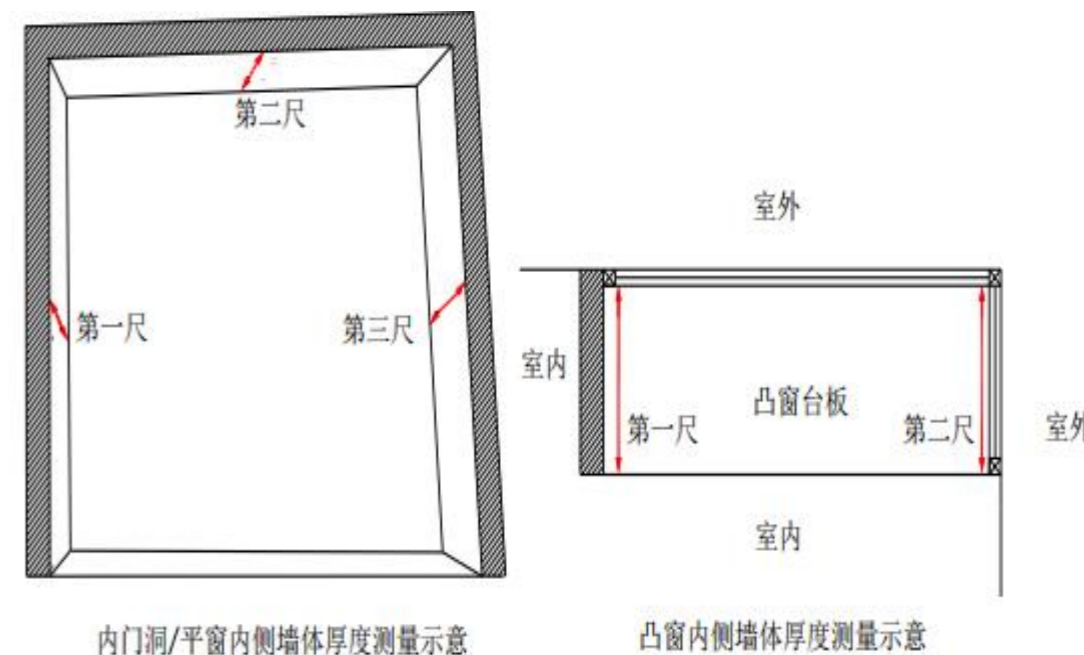 第二尺
第一尺
第三尺
内门洞/平窗内侧墙体厚度测量示意
室外
室内
凸窗台板
第一尺
第二尺
室外
室内
凸窗内侧墙体厚度测量示意